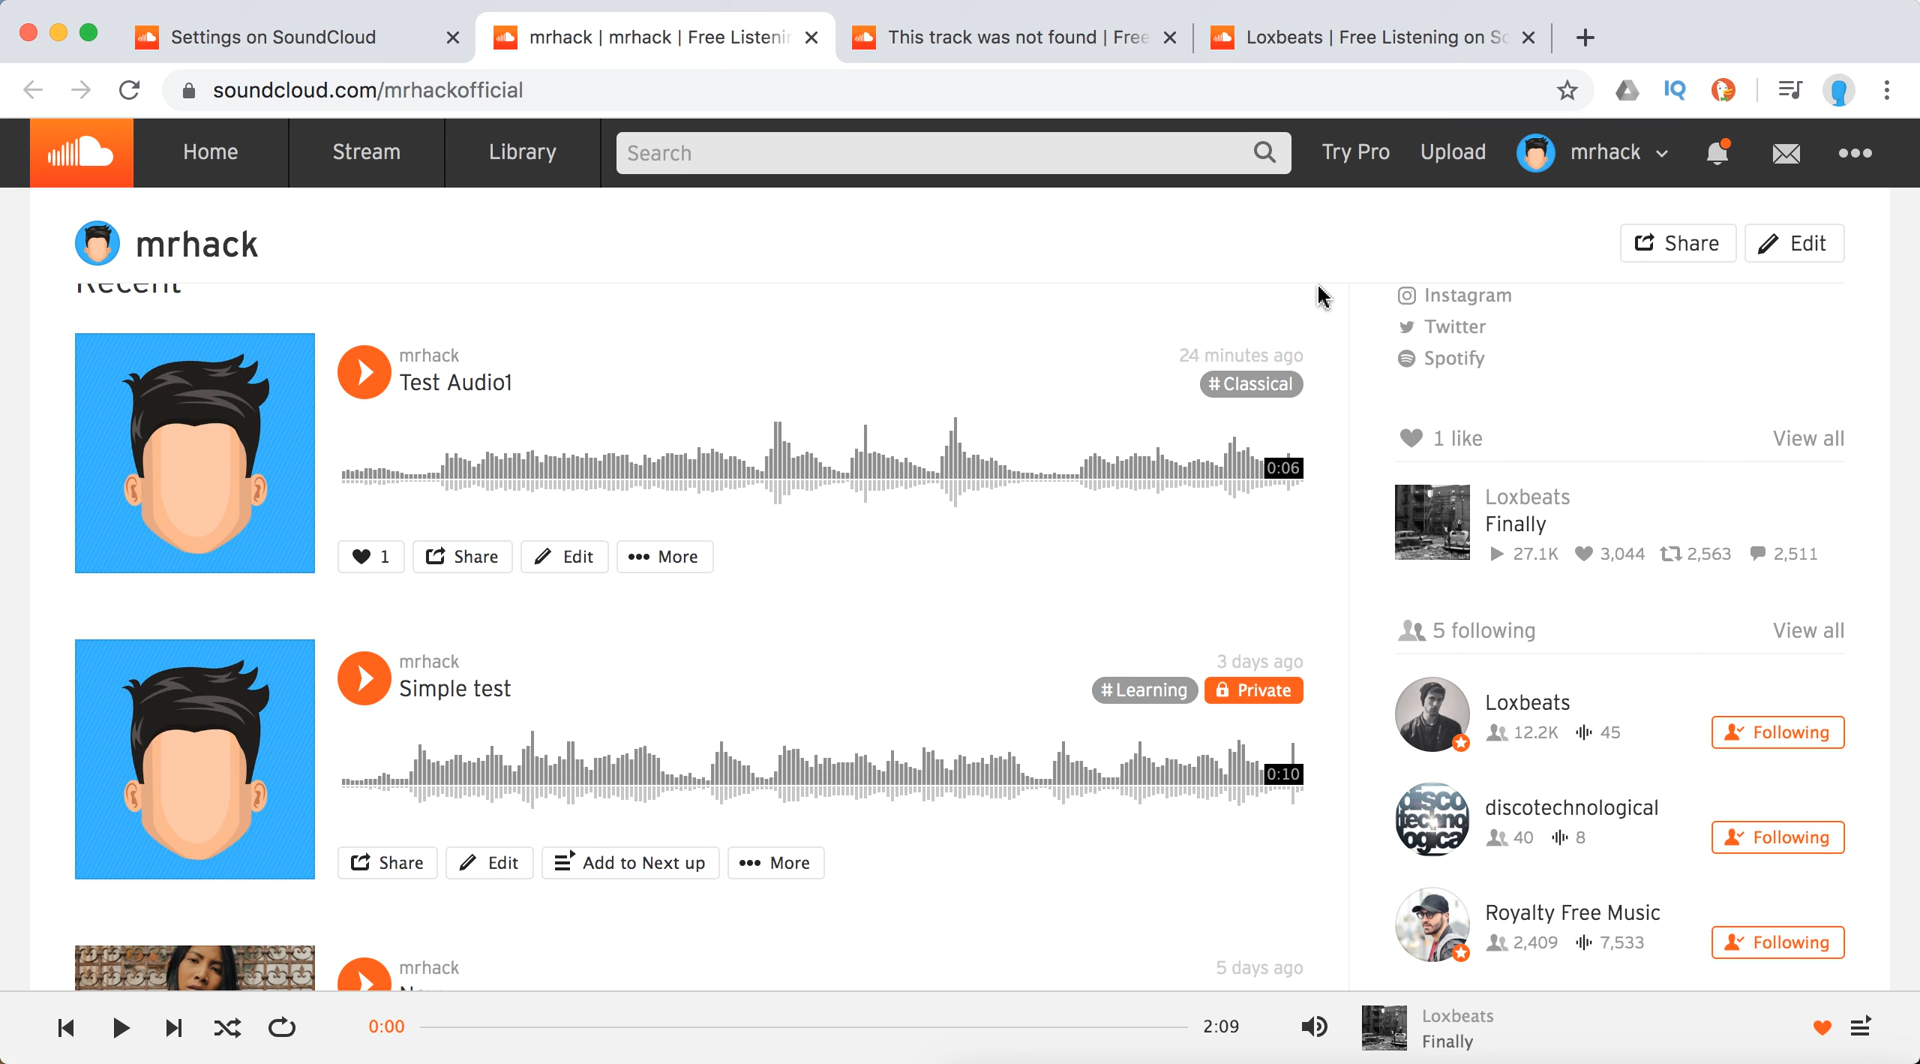 Settings on SoundCloud
mrhack | mrhack | Free Listenin
This track was not found | Free
Loxbeats | Free Listening on So
soundcloud.com/mrhackofficial
IQ
Home
Stream
Library
Search
Try Pro
Upload
mrhack
mrhack
Share
Edit
Recent
mrhack
Test Audio1
24 minutes ago
# Classical
0:06
1
Share
Edit
More
mrhack
Simple test
3 days ago
# Learning
Private
0:10
Share
Edit
Add to Next up
More
mrhack
5 days ago
Instagram
Twitter
Spotify
1 like
View all
Loxbeats
Finally
27.1K 3,044 2,563 2,511
5 following
View all
Loxbeats
12.2K 45
Following
disco techno logica
discotechnological
40 8
Following
Royalty Free Music
2,409 7,533
Following
0:00
2:09
Loxbeats
Finally